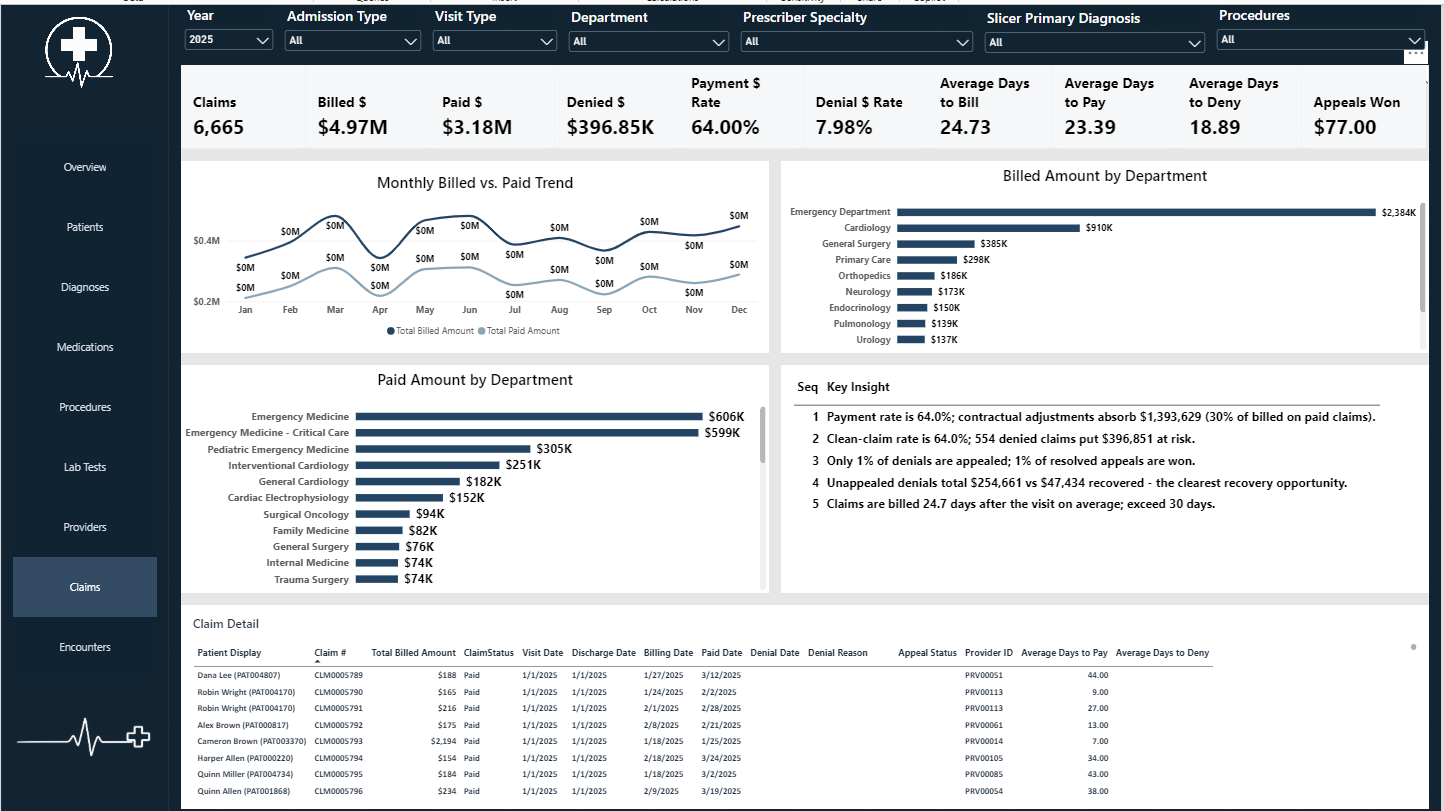 Year
Admission Type
Visit Type
Department
Prescriber Specialty
Slicer Primary Diagnosis
Procedures
2025
All
All
All
All
All
All
Claims
6,665
Billed $
$4.97M
Paid $
$3.18M
Denied $
$396.85K
Payment $ Rate
64.00%
Denial $ Rate
7.98%
Average Days to Bill
24.73
Average Days to Pay
23.39
Average Days to Deny
18.89
Appeals Won
$77.00
Overview
Patients
Diagnoses
Medications
Procedures
Lab Tests
Providers
Claims
Encounters
Monthly Billed vs. Paid Trend
$0.4M
$0.2M
$0M $0M $0M $0M $0M $0M $0M $0M $0M $0M $0M $0M
$0M $0M $0M $0M $0M $0M $0M $0M $0M $0M $0M $0M
Jan Feb Mar Apr May Jun Jul Aug Sep Oct Nov Dec
Total Billed Amount Total Paid Amount
Billed Amount by Department
Emergency Department $2,384K
Cardiology $910K
General Surgery $385K
Primary Care $298K
Orthopedics $186K
Neurology $173K
Endocrinology $150K
Pulmonology $139K
Urology $137K
Paid Amount by Department
Emergency Medicine $606K
Emergency Medicine - Critical Care $599K
Pediatric Emergency Medicine $305K
Interventional Cardiology $251K
General Cardiology $182K
Cardiac Electrophysiology $152K
Surgical Oncology $94K
Family Medicine $82K
General Surgery $76K
Internal Medicine $74K
Trauma Surgery $74K
Seq Key Insight
1 Payment rate is 64.0%; contractual adjustments absorb $1,393,629 (30% of billed on paid claims).
2 Clean-claim rate is 64.0%; 554 denied claims put $396,851 at risk.
3 Only 1% of denials are appealed; 1% of resolved appeals are won.
4 Unappealed denials total $254,661 vs $47,434 recovered - the clearest recovery opportunity.
5 Claims are billed 24.7 days after the visit on average; exceed 30 days.
Claim Detail
Patient Display Claim # Total Billed Amount ClaimStatus Visit Date Discharge Date Billing Date Paid Date Denial Date Denial Reason Appeal Status Provider ID Average Days to Pay Average Days to Deny
Dana Lee (PAT004807) CLM0005789 $188 Paid 1/1/2025 1/1/2025 1/27/2025 3/12/2025 PRV00051 44.00
Robin Wright (PAT004170) CLM0005790 $165 Paid 1/1/2025 1/1/2025 1/24/2025 2/2/2025 PRV00113 9.00
Robin Wright (PAT004170) CLM0005791 $216 Paid 1/1/2025 1/1/2025 2/1/2025 2/28/2025 PRV00113 27.00
Alex Brown (PAT000817) CLM0005792 $175 Paid 1/1/2025 1/1/2025 2/8/2025 2/21/2025 PRV00061 13.00
Cameron Brown (PAT003370) CLM0005793 $2,194 Paid 1/1/2025 1/1/2025 1/18/2025 1/25/2025 PRV00014 7.00
Harper Allen (PAT000220) CLM0005794 $154 Paid 1/1/2025 1/1/2025 2/18/2025 3/24/2025 PRV00105 34.00
Quinn Miller (PAT004734) CLM0005795 $184 Paid 1/1/2025 1/1/2025 1/18/2025 3/2/2025 PRV00085 43.00
Quinn Allen (PAT001868) CLM0005796 $234 Paid 1/1/2025 1/1/2025 2/9/2025 3/19/2025 PRV00054 38.00